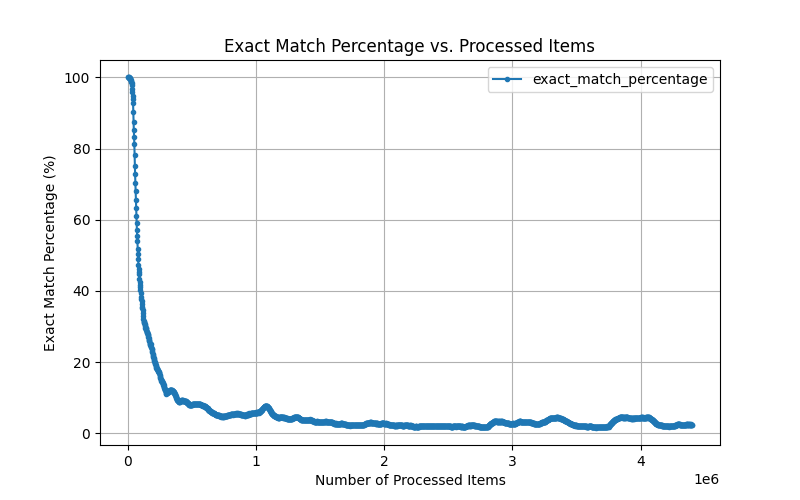 Exact Match Percentage vs. Processed Items
exact_match_percentage
Exact Match Percentage (%)
100
80
60
40
20
0
0 1 2 3 4
1e6
Number of Processed Items